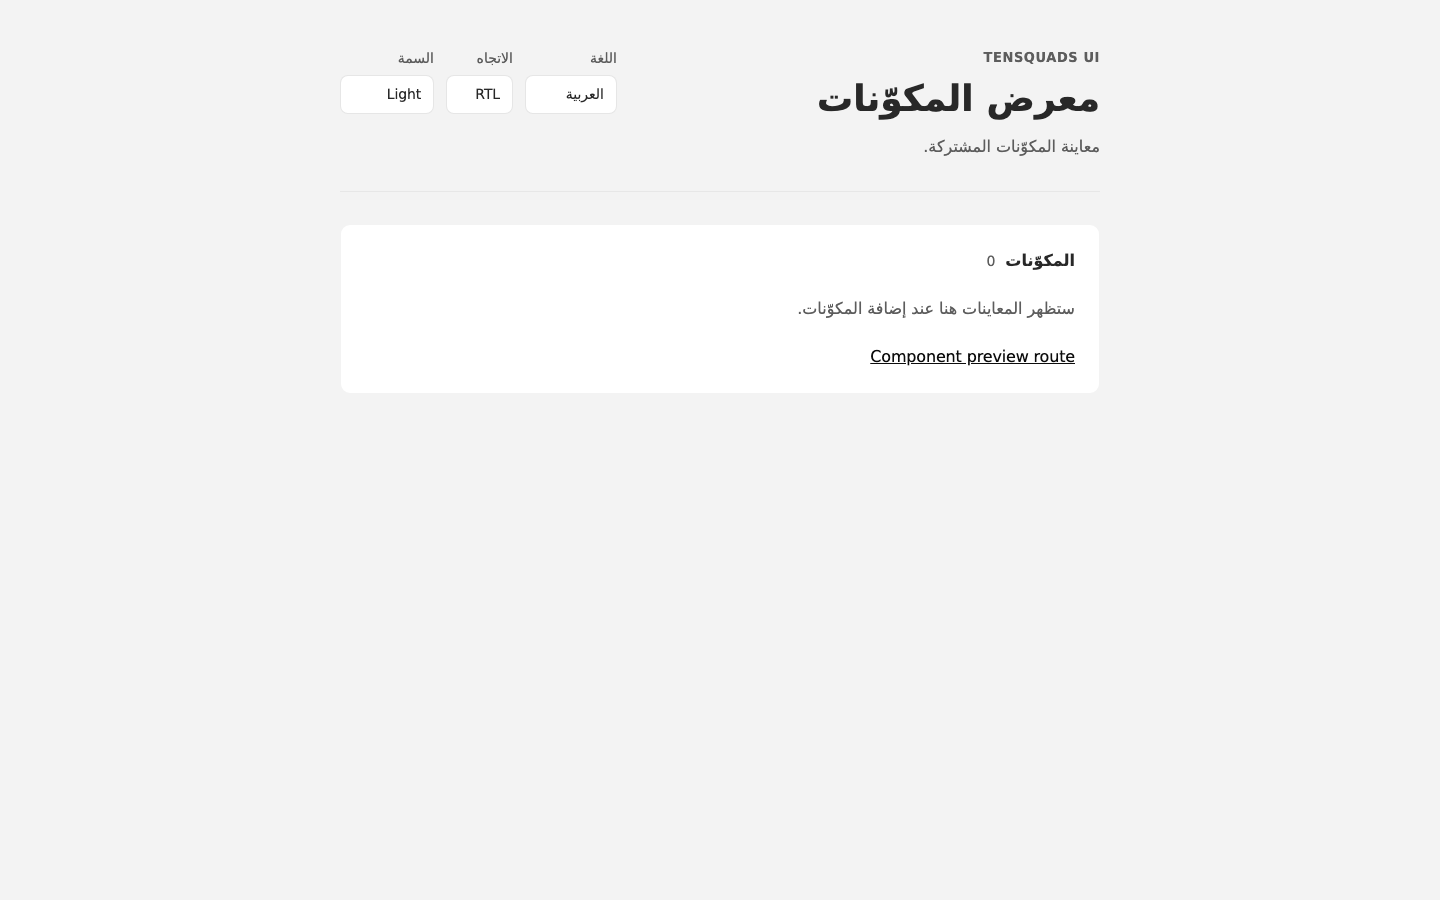 TENSQUADS UI
معرض المكوّنات
معاينة المكوّنات المشتركة.
اللغة
العربية
الاتجاه
RTL
السمة
Light
المكوّنات 0
ستظهر المعاينات هنا عند إضافة المكوّنات.
Component preview route